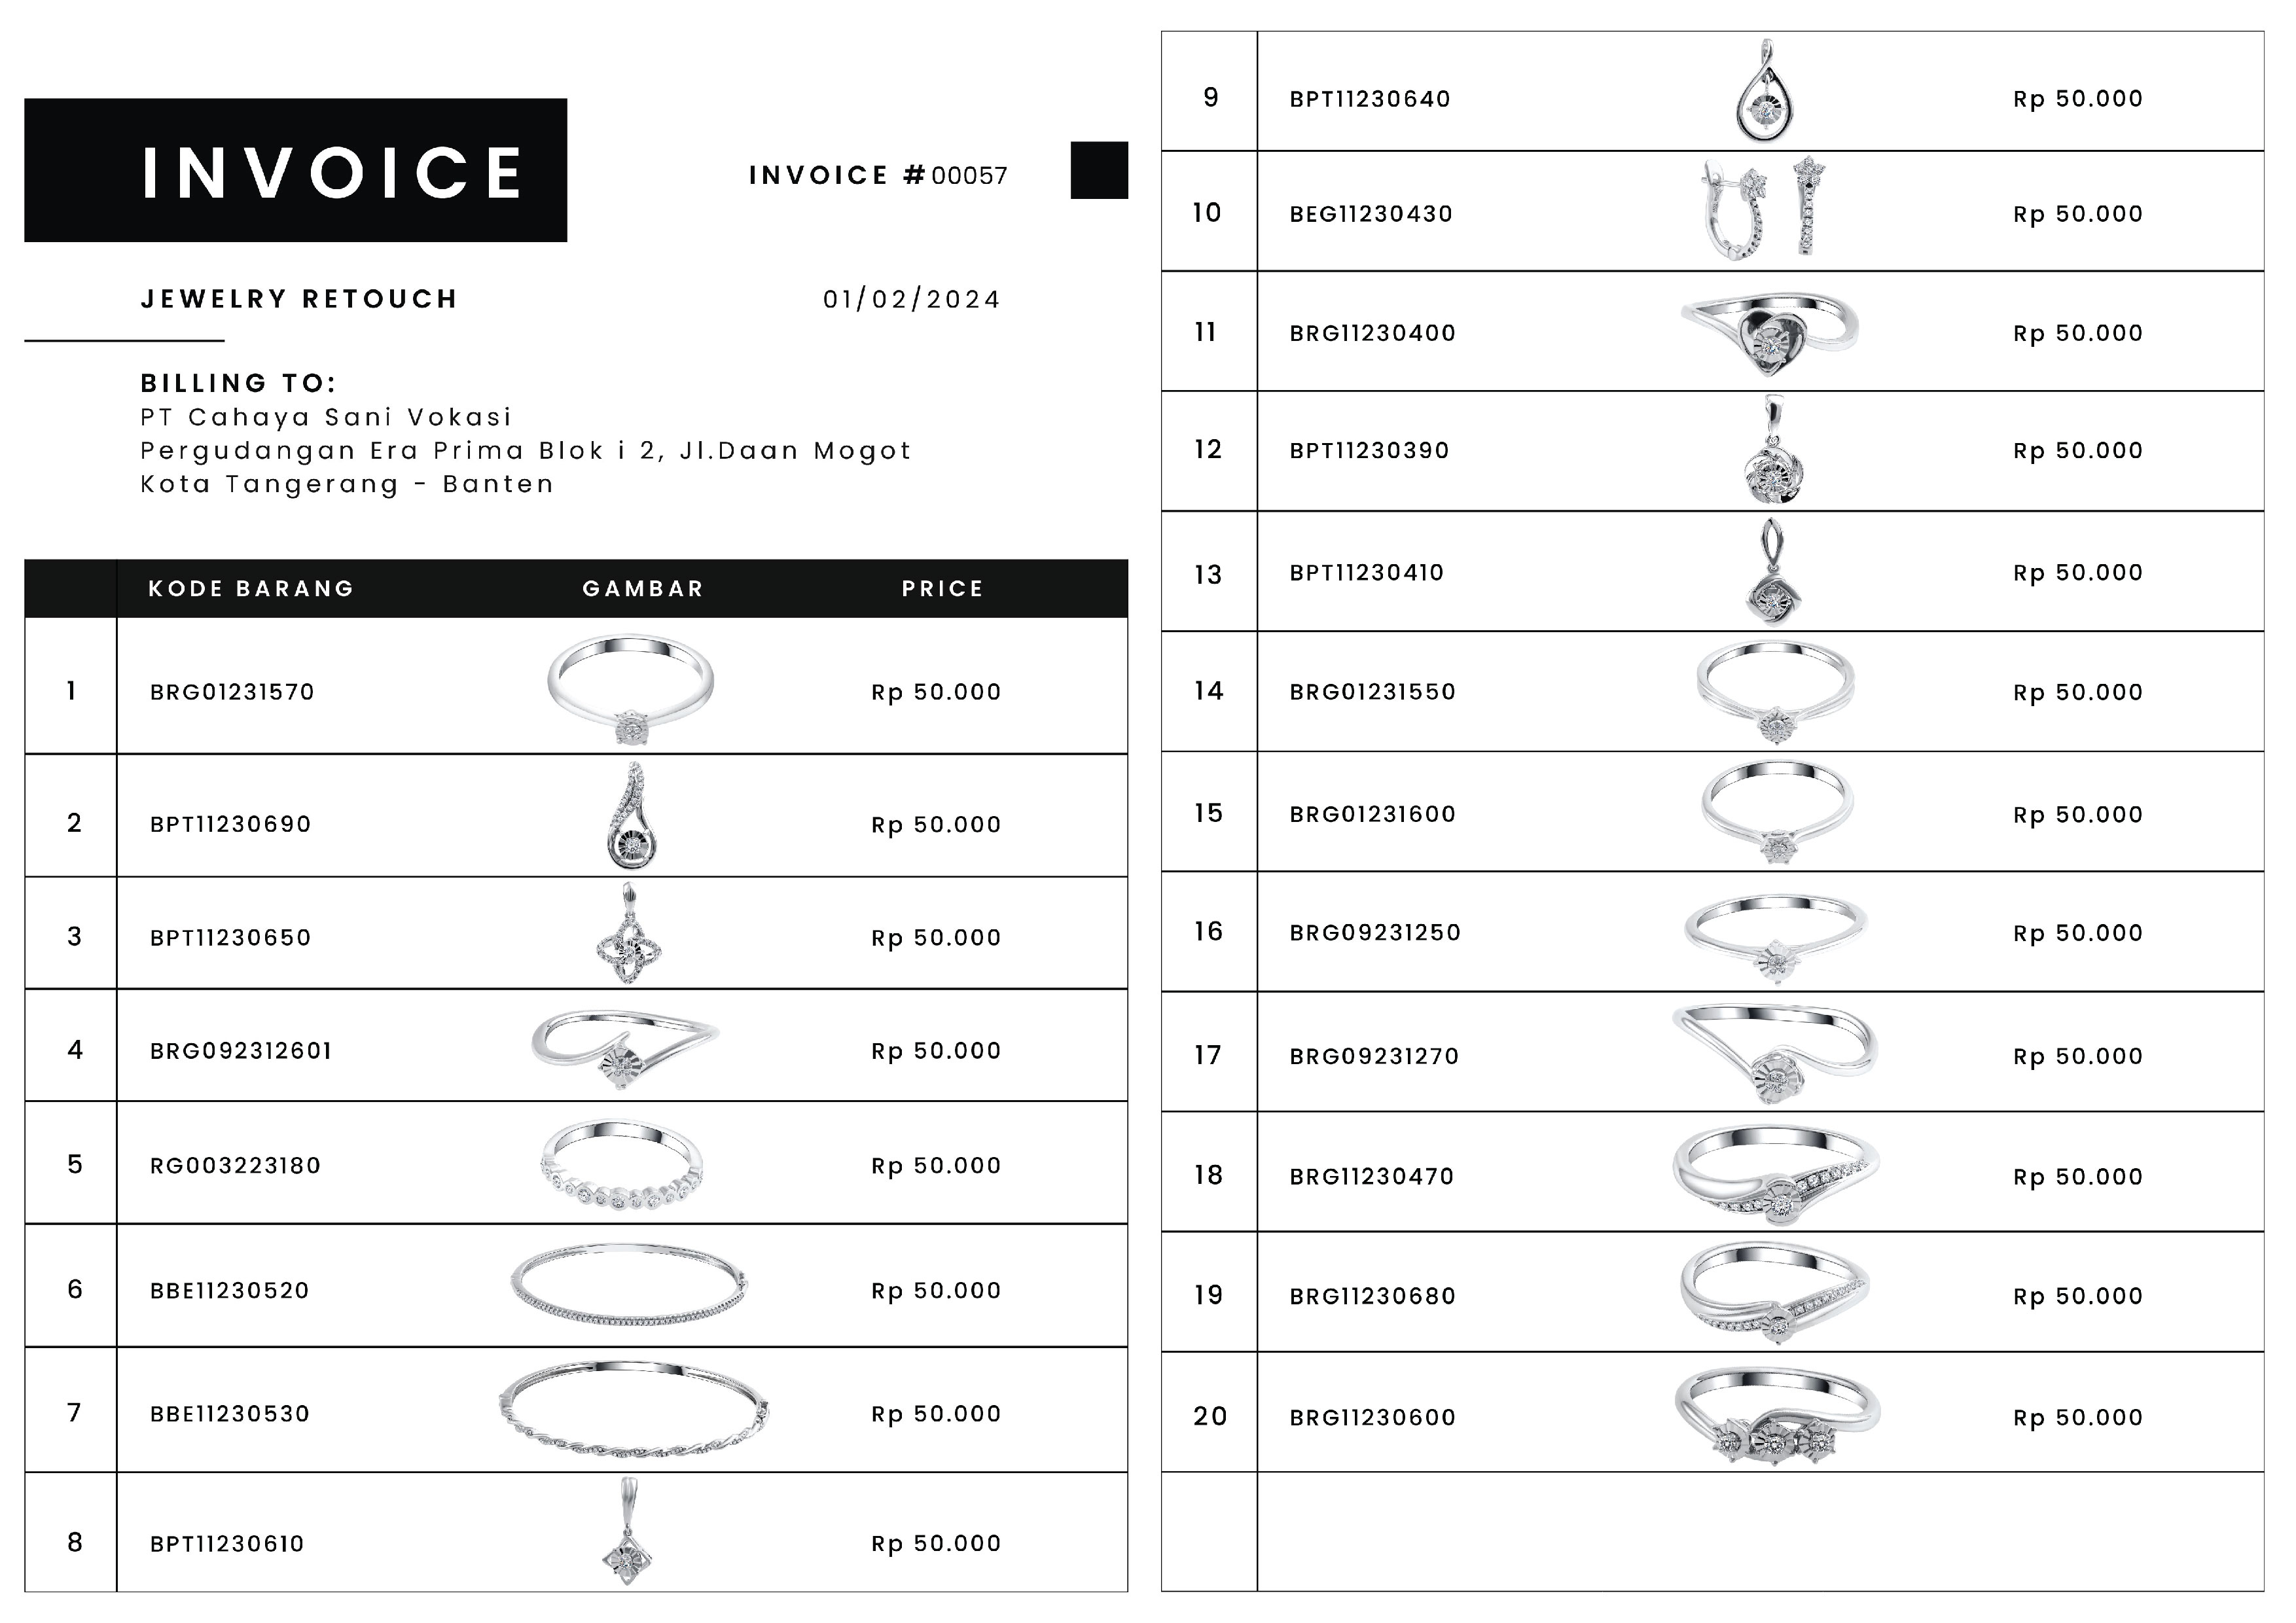 INVOICE
INVOICE #00057
JEWELRY RETOUCH
01/02/2024
BILLING TO:
PT Cahaya Sani Vokasi
Pergudangan Era Prima Blok i 2, Jl.Daan Mogot
Kota Tangerang - Banten
KODE BARANG GAMBAR PRICE
1 BRG01231570 Rp 50.000
2 BPT11230690 Rp 50.000
3 BPT11230650 Rp 50.000
4 BRG092312601 Rp 50.000
5 RG003223180 Rp 50.000
6 BBE11230520 Rp 50.000
7 BBE11230530 Rp 50.000
8 BPT11230610 Rp 50.000
9 BPT11230640 Rp 50.000
10 BEG11230430 Rp 50.000
11 BRG11230400 Rp 50.000
12 BPT11230390 Rp 50.000
13 BPT11230410 Rp 50.000
14 BRG01231550 Rp 50.000
15 BRG01231600 Rp 50.000
16 BRG09231250 Rp 50.000
17 BRG09231270 Rp 50.000
18 BRG11230470 Rp 50.000
19 BRG11230680 Rp 50.000
20 BRG11230600 Rp 50.000